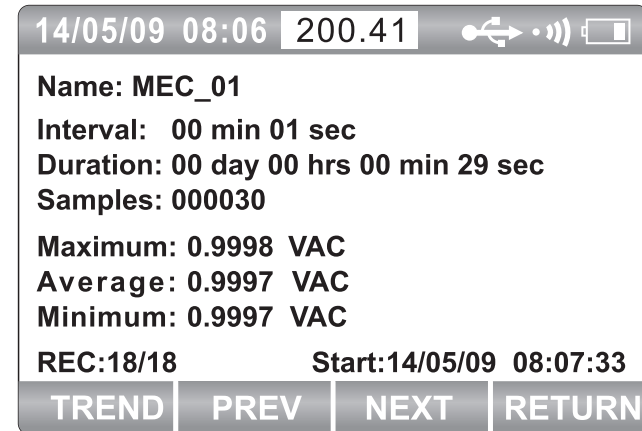 14/05/09 08:06 200.41
Name: MEC_01
Interval: 00 min 01 sec
Duration: 00 day 00 hrs 00 min 29 sec
Samples: 000030
Maximum: 0.9998 VAC
Average: 0.9997 VAC
Minimum: 0.9997 VAC
REC:18/18 Start:14/05/09 08:07:33
TREND PREV NEXT RETURN